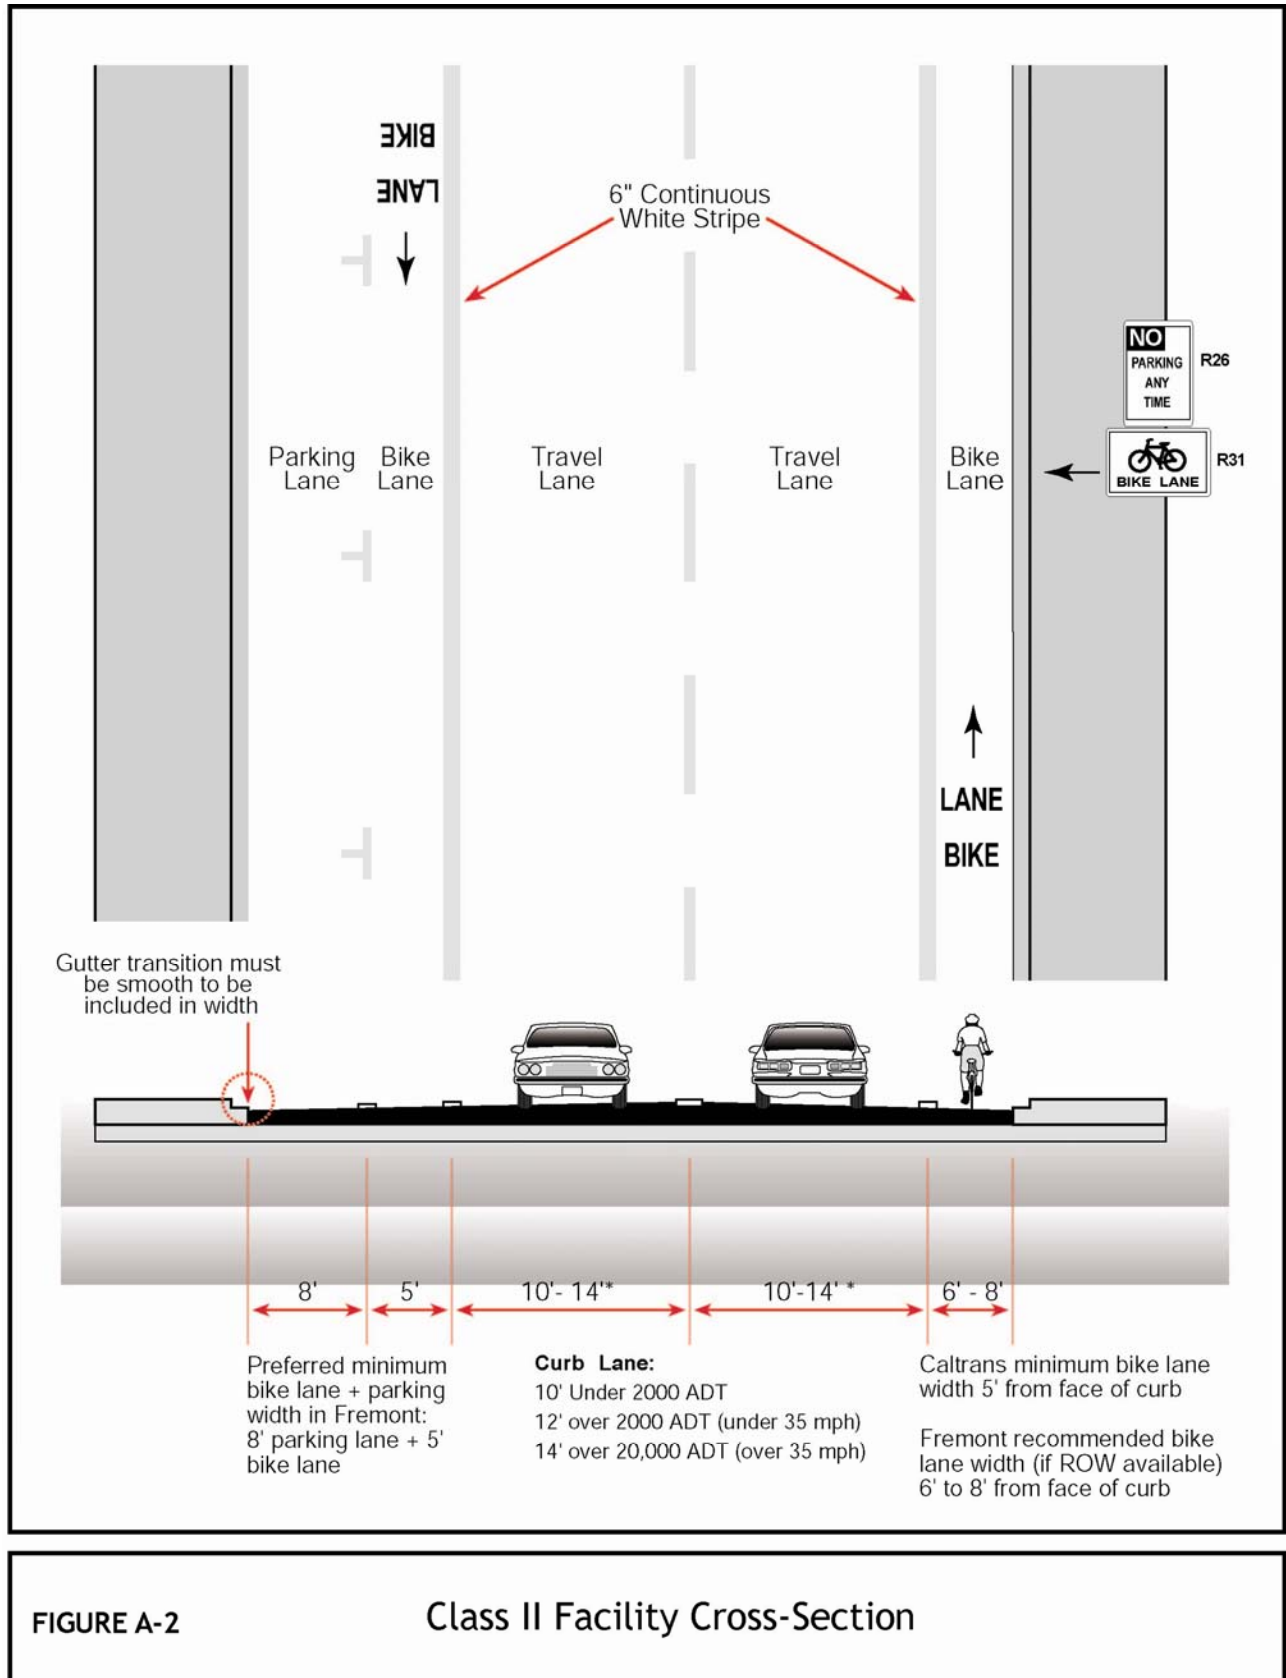 BIKE
LANE
6" Continuous
White Stripe
NO
PARKING
ANY
TIME
R26
Parking
Lane
Bike
Lane
Travel
Lane
Travel
Lane
Bike
Lane
BIKE LANE
R31
LANE
BIKE
Gutter transition must
be smooth to be
included in width
8'
5'
10'- 14'*
10'-14' *
6' - 8'
Preferred minimum
bike lane + parking
width in Fremont:
8' parking lane + 5'
bike lane
Curb Lane:
10' Under 2000 ADT
12' over 2000 ADT (under 35 mph)
14' over 20,000 ADT (over 35 mph)
Caltrans minimum bike lane
width 5' from face of curb
Fremont recommended bike
lane width (if ROW available)
6' to 8' from face of curb
FIGURE A-2
Class II Facility Cross-Section